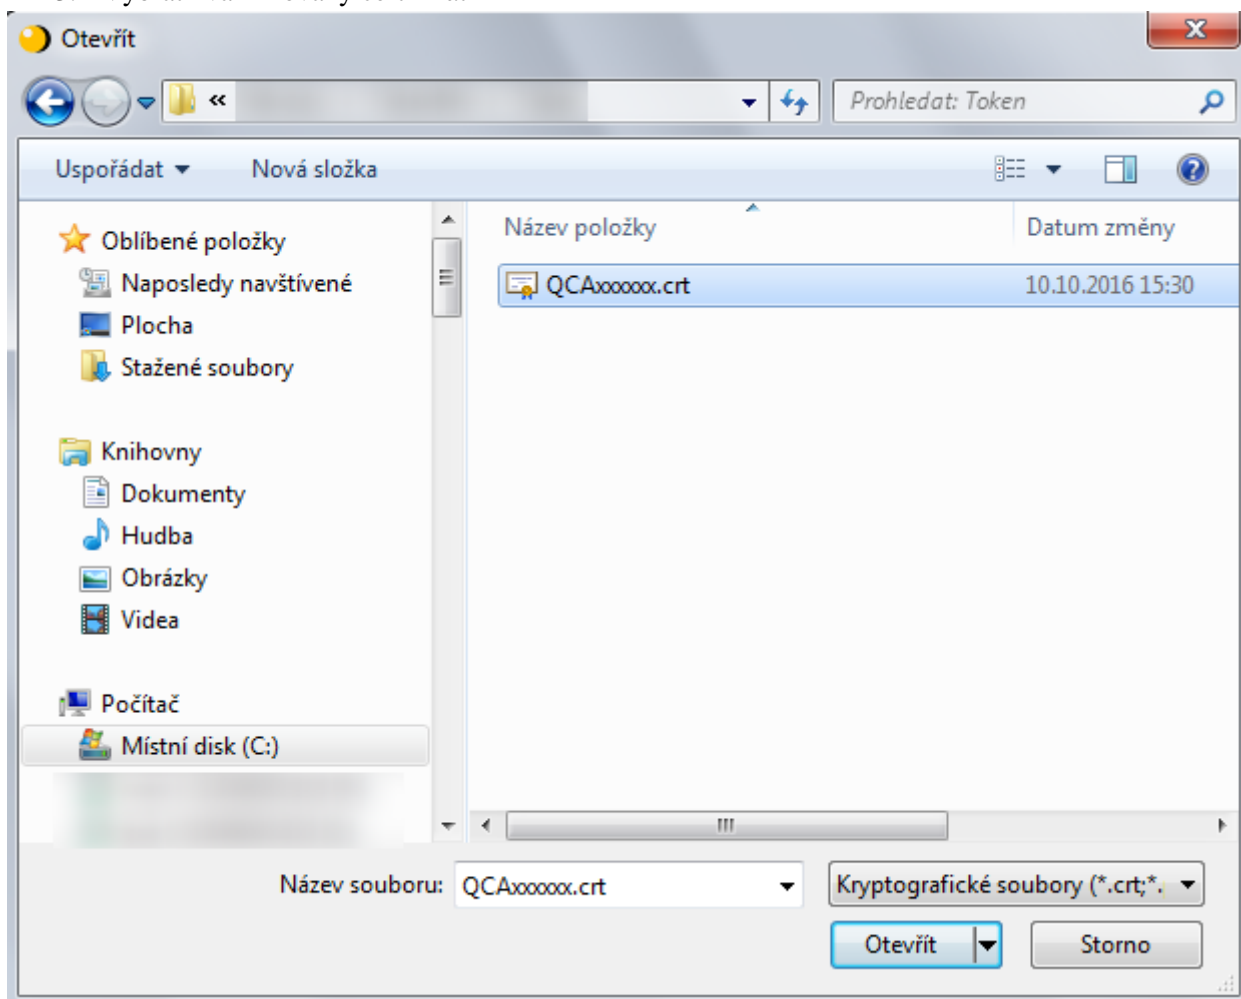 Otevřít
«
Prohledat: Token
Uspořádat
Nová složka
Název položky
Datum změny
Oblíbené položky
Naposledy navštívené
Plocha
Stažené soubory
Knihovny
Dokumenty
Hudba
Obrázky
Videa
Počítač
Místní disk (C:)
QCAxxxxxx.crt
10.10.2016 15:30
Název souboru:
QCAxxxxxx.crt
Kryptografické soubory (*.crt;*.
Otevřít
Storno